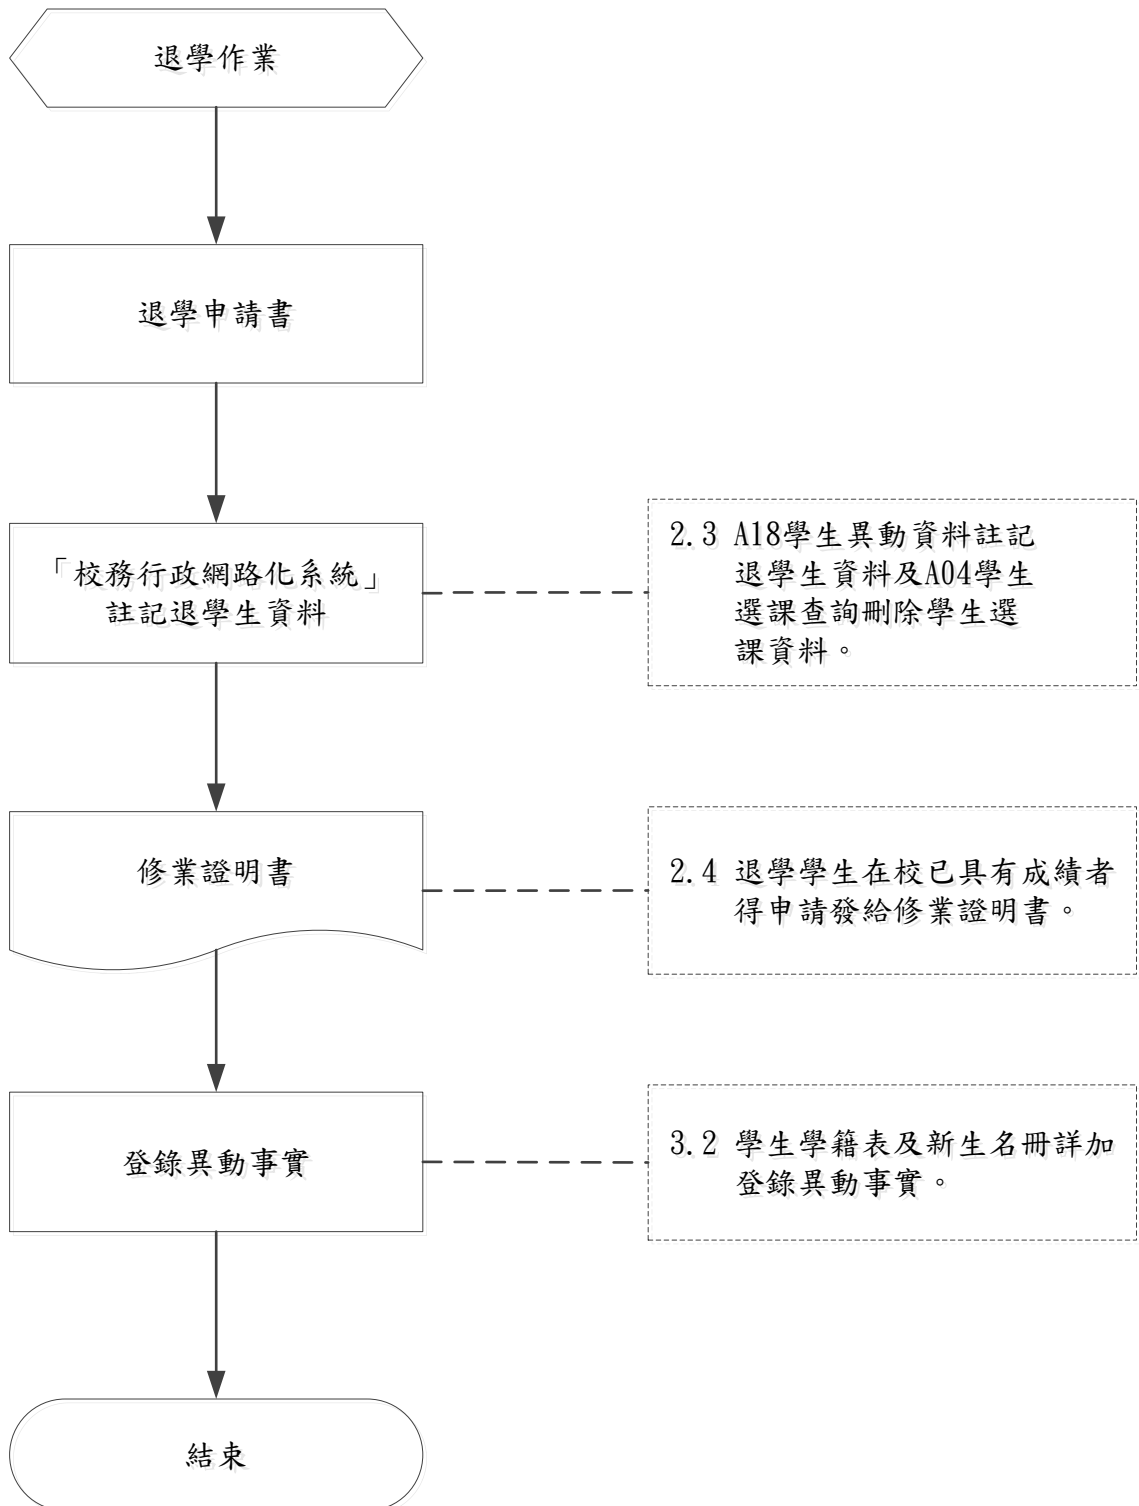 退學作業
退學申請書
「校務行政網路化系統」
註記退學生資料
2.3 A18學生異動資料註記
退學生資料及A04學生
選課查詢刪除學生選
課資料。
修業證明書
2.4 退學學生在校已具有成績者
得申請發給修業證明書。
登錄異動事實
3.2 學生學籍表及新生名冊詳加
登錄異動事實。
結束